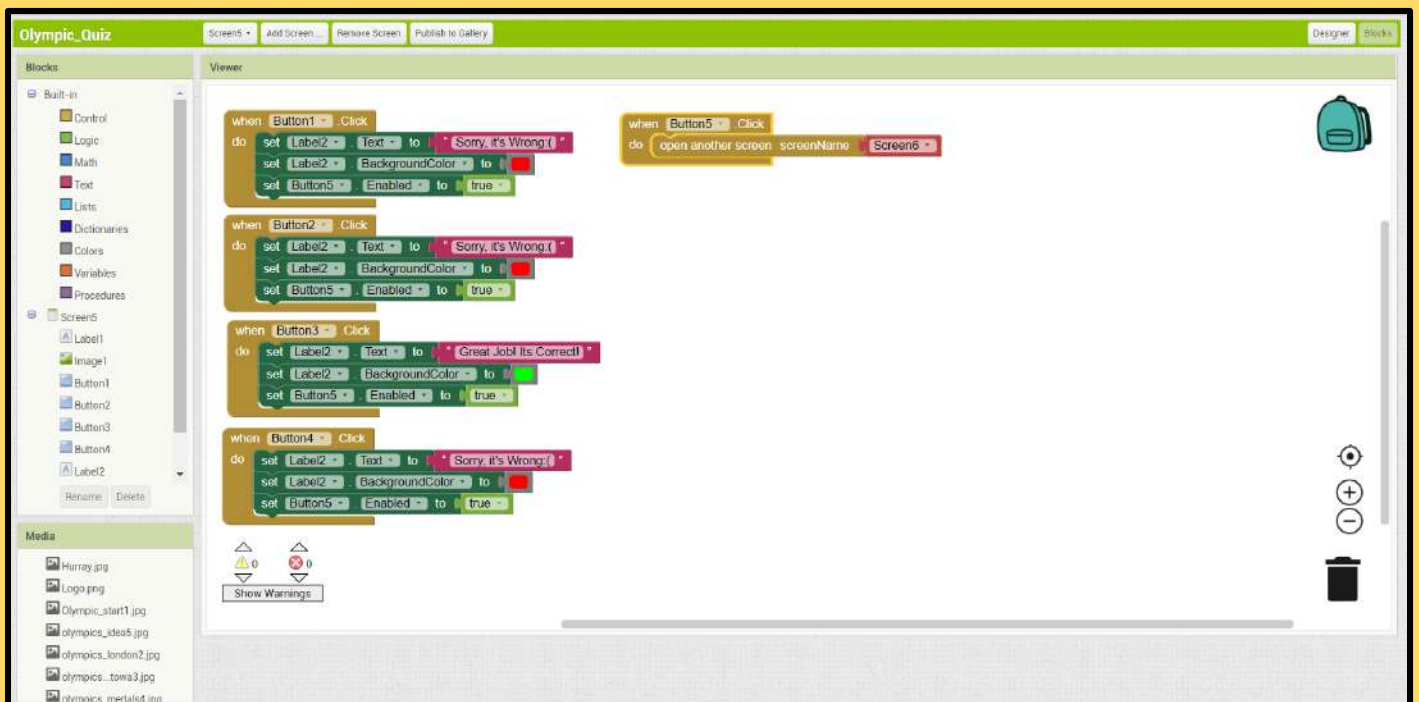 Olympic_Quiz
Screen5
Add Screen ...
Remove Screen
Publish to Gallery
Designer
Blocks
Blocks
Viewer
Built-in
Control
Logic
Math
Text
Lists
Dictionaries
Colors
Variables
Procedures
Screen5
Label1
Image1
Button1
Button2
Button3
Button4
Label2
Rename Delete
Media
Hurray.jpg
Logo.png
Olympic_start1.jpg
olympics_idea5.jpg
olympics_london2.jpg
olympics...towa3.jpg
olympics_medals4.jpg
when Button1 .Click
do set Label2 . Text to " Sorry, it's Wrong:( "
set Label2 . BackgroundColor to
set Button5 . Enabled to true
when Button2 .Click
do set Label2 . Text to " Sorry, it's Wrong:( "
set Label2 . BackgroundColor to
set Button5 . Enabled to true
when Button3 .Click
do set Label2 . Text to " Great Job! Its Correct! "
set Label2 . BackgroundColor to
set Button5 . Enabled to true
when Button4 .Click
do set Label2 . Text to " Sorry, it's Wrong:( "
set Label2 . BackgroundColor to
set Button5 . Enabled to true
when Button5 .Click
do open another screen screenName Screen6
0 0
Show Warnings